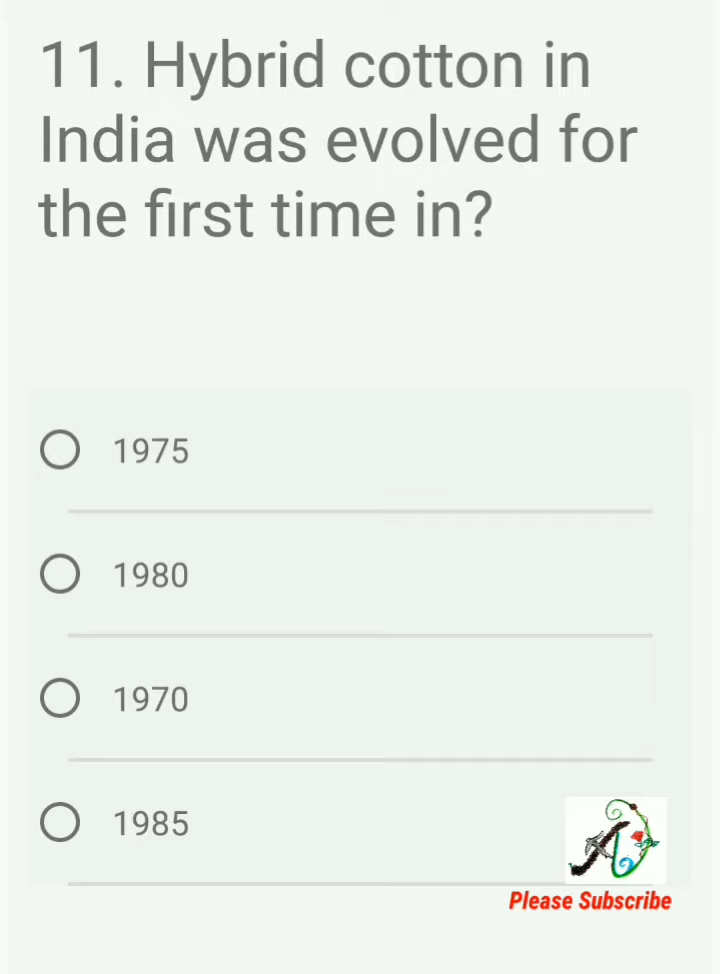 11. Hybrid cotton in
India was evolved for
the first time in?
1975
1980
1970
1985
Please Subscribe